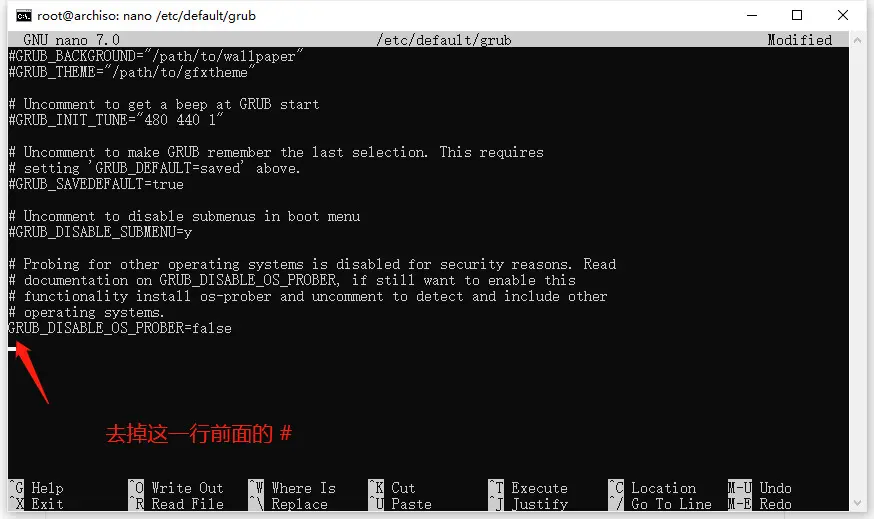 root@archiso: nano /etc/default/grub
GNU nano 7.0 /etc/default/grub Modified
#GRUB_BACKGROUND="/path/to/wallpaper"
#GRUB_THEME="/path/to/gfxtheme"
# Uncomment to get a beep at GRUB start
#GRUB_INIT_TUNE="480 440 1"
# Uncomment to make GRUB remember the last selection. This requires
# setting 'GRUB_DEFAULT=saved' above.
#GRUB_SAVEDEFAULT=true
# Uncomment to disable submenus in boot menu
#GRUB_DISABLE_SUBMENU=y
# Probing for other operating systems is disabled for security reasons. Read
# documentation on GRUB_DISABLE_OS_PROBER, if still want to enable this
# functionality install os-prober and uncomment to detect and include other
# operating systems.
GRUB_DISABLE_OS_PROBER=false
去掉这一行前面的 #
^G Help ^O Write Out ^W Where Is ^K Cut ^T Execute ^C Location M-U Undo
^X Exit ^R Read File ^\ Replace ^U Paste ^J Justify ^/ Go To Line M-E Redo